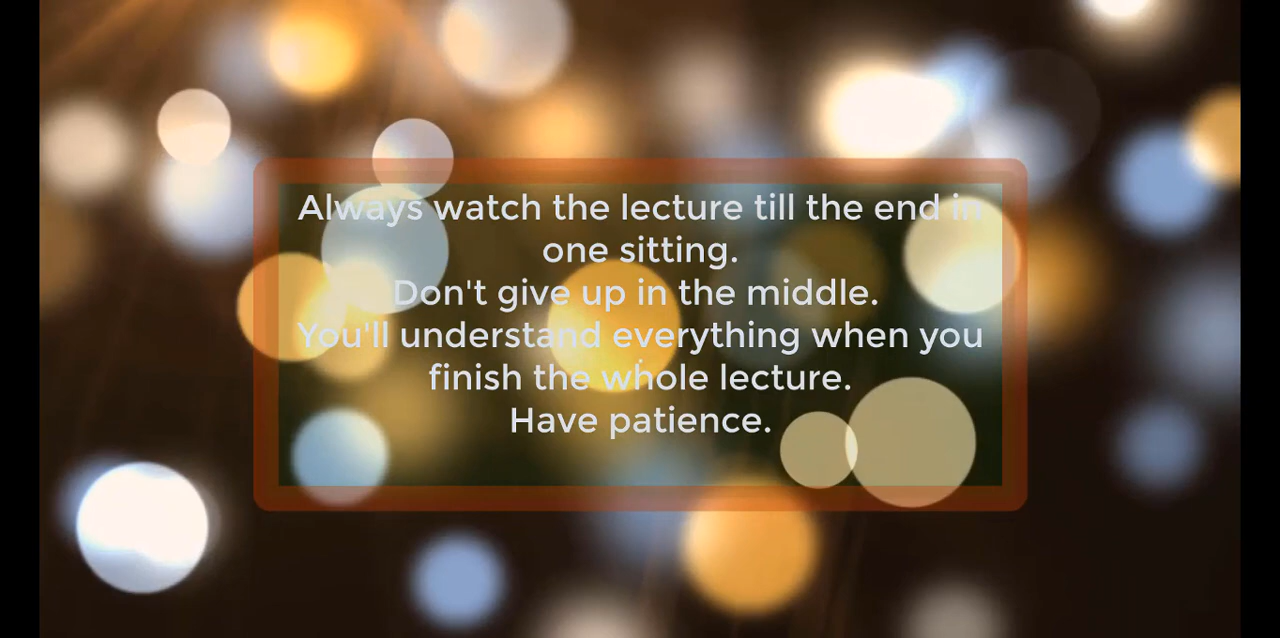 Always watch the lecture till the end in
one sitting.
Don't give up in the middle.
You'll understand everything when you
finish the whole lecture.
Have patience.